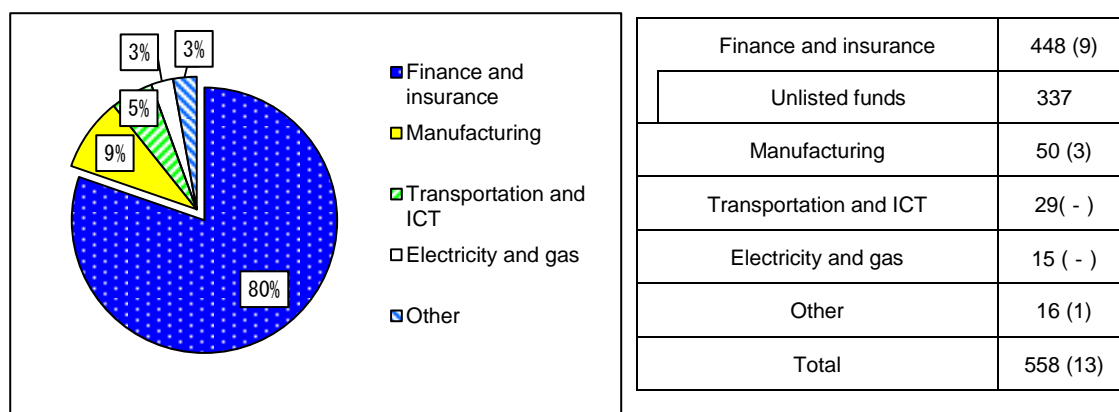 3%
3%
5%
9%
80%
Finance and
insurance
Manufacturing
Transportation and
ICT
Electricity and gas
Other
Finance and insurance 448 (9)
Unlisted funds 337
Manufacturing 50 (3)
Transportation and ICT 29( - )
Electricity and gas 15 ( - )
Other 16 (1)
Total 558 (13)